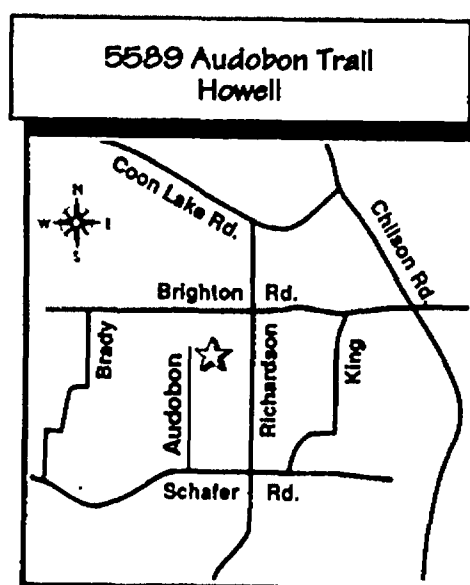 5589 Audobon Trail
Howell
N
W E
S
Coon Lake Rd.
Chilson Rd.
Brighton Rd.
Brady
Audobon
Richardson
King
Schafer Rd.